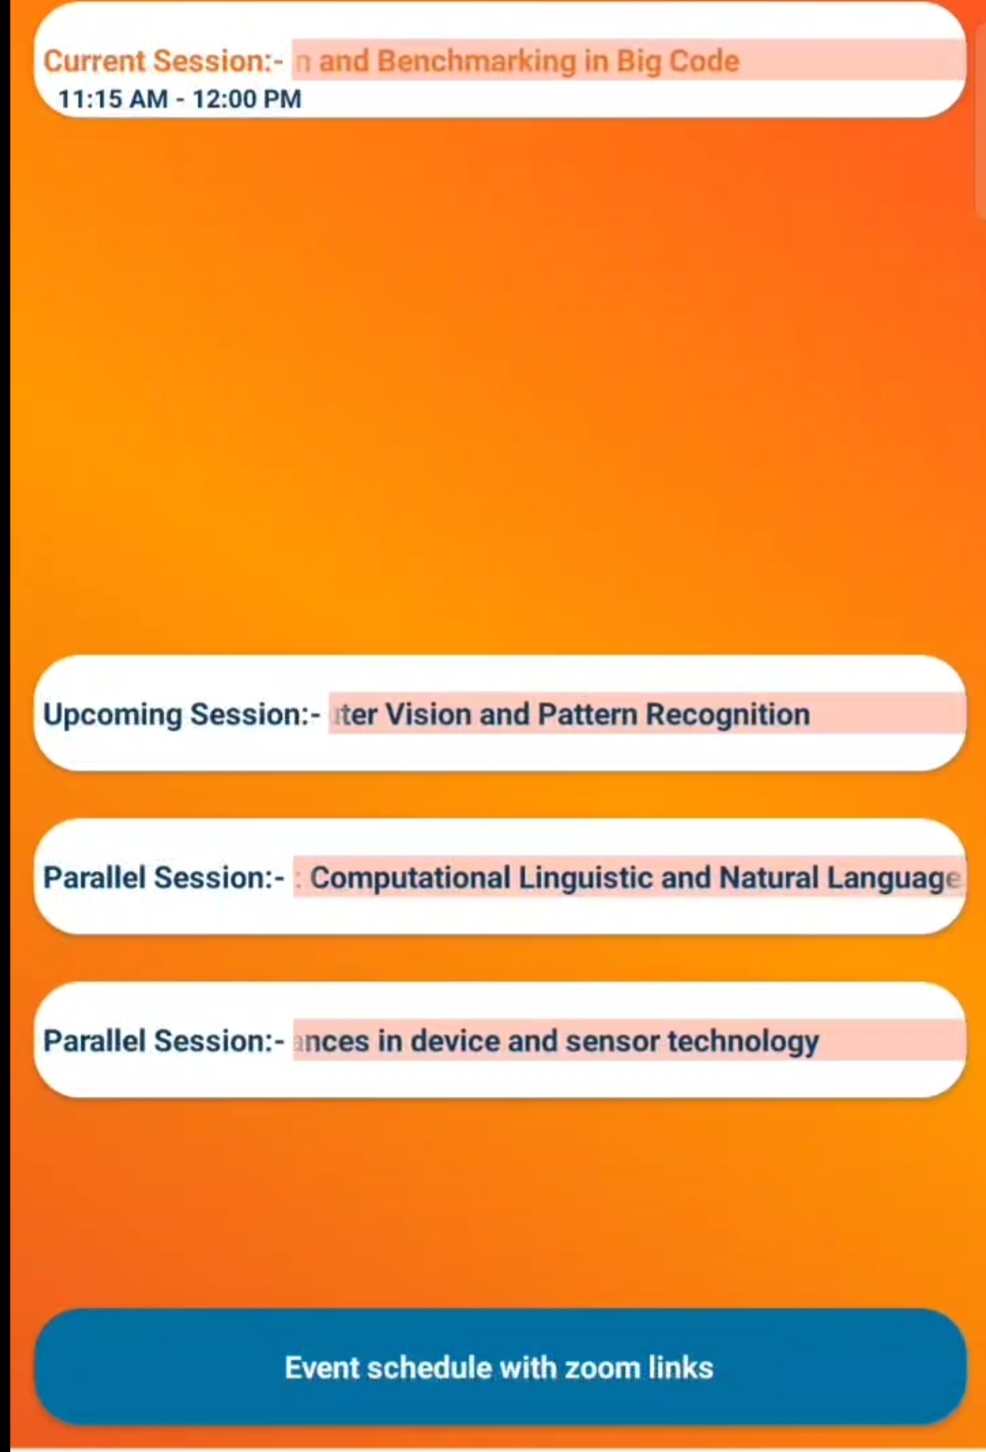 Current Session:- n and Benchmarking in Big Code
11:15 AM - 12:00 PM
Upcoming Session:- ter Vision and Pattern Recognition
Parallel Session:- : Computational Linguistic and Natural Language
Parallel Session:- ances in device and sensor technology
Event schedule with zoom links